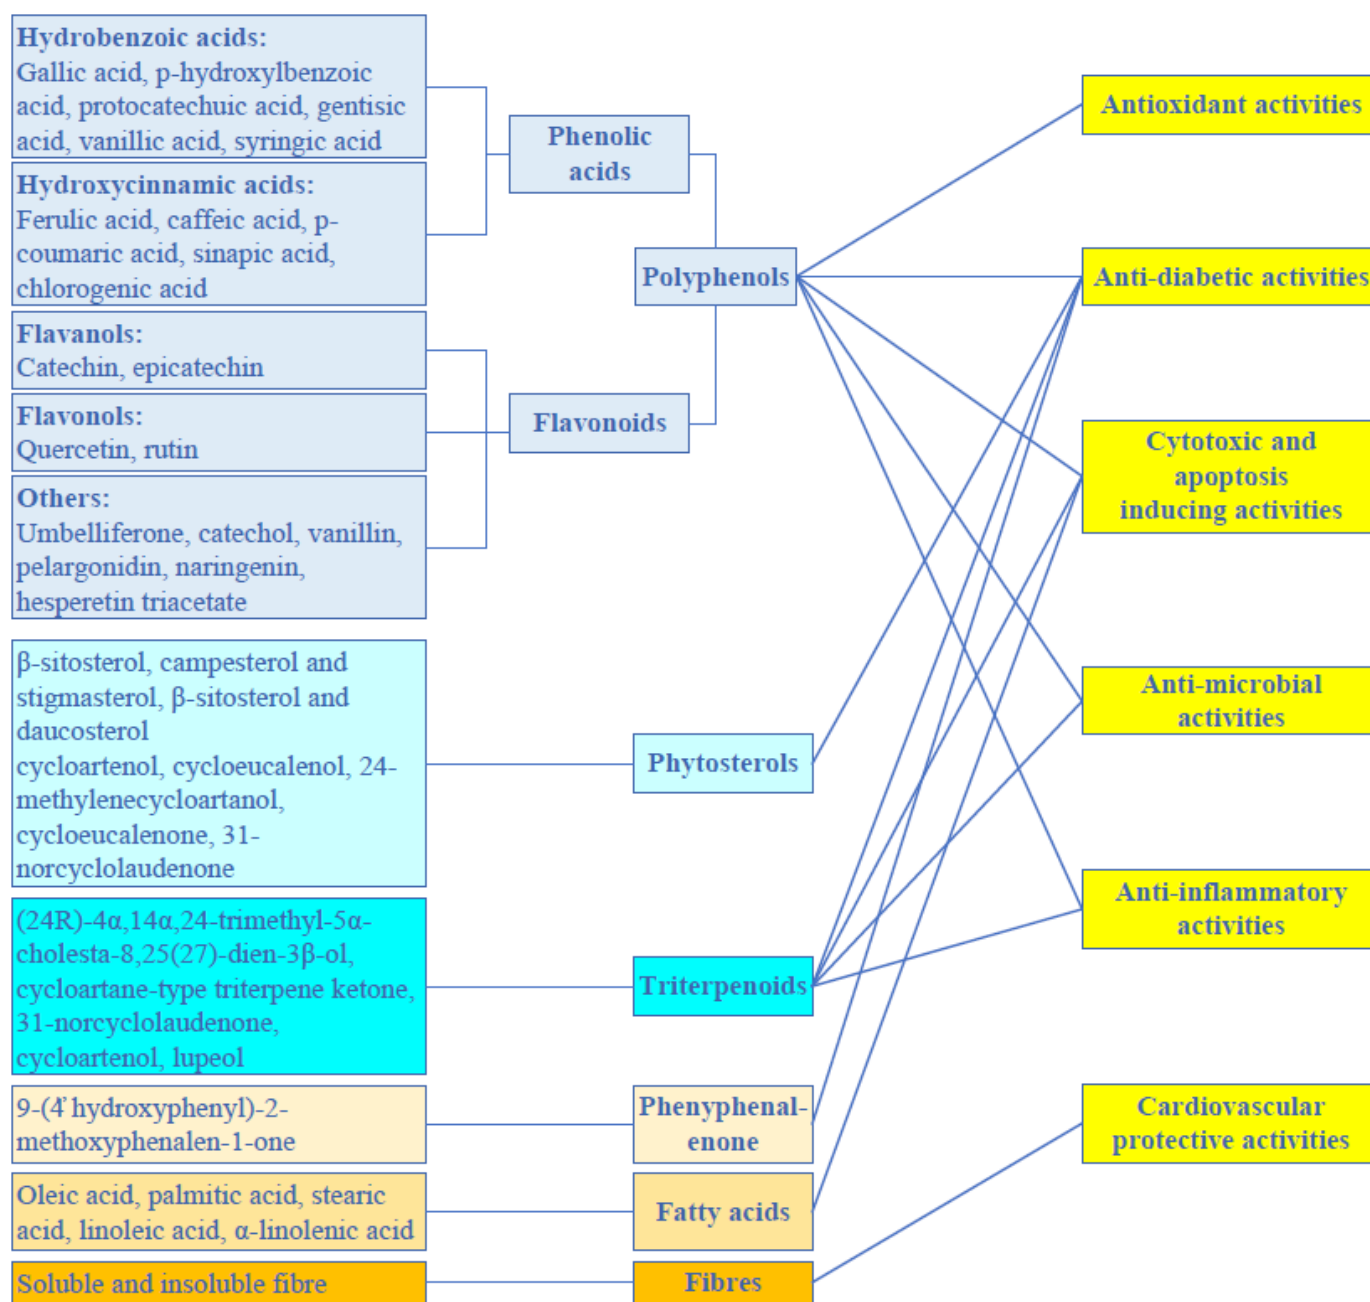 Hydrobenzoic acids:
Gallic acid, p-hydroxylbenzoic
acid, protocatechuic acid, gentisic
acid, vanillic acid, syringic acid
Hydroxycinnamic acids:
Ferulic acid, caffeic acid, p-
coumaric acid, sinapic acid,
chlorogenic acid
Flavanols:
Catechin, epicatechin
Flavonols:
Quercetin, rutin
Others:
Umbelliferone, catechol, vanillin,
pelargonidin, naringenin,
hesperetin triacetate
β-sitosterol, campesterol and
stigmasterol, β-sitosterol and
daucosterol
cycloartenol, cycloeucalenol, 24-
methylenecycloartanol,
cycloeucalenone, 31-
norcyclolaudenone
(24R)-4α,14α,24-trimethyl-5α-
cholesta-8,25(27)-dien-3β-ol,
cycloartane-type triterpene ketone,
31-norcyclolaudenone,
cycloartenol, lupeol
9-(4' hydroxyphenyl)-2-
methoxyphenalen-1-one
Oleic acid, palmitic acid, stearic
acid, linoleic acid, α-linolenic acid
Soluble and insoluble fibre
Phenolic
acids
Polyphenols
Flavonoids
Phytosterols
Triterpenoids
Phenyphenal-
enone
Fatty acids
Fibres
Antioxidant activities
Anti-diabetic activities
Cytotoxic and
apoptosis
inducing activities
Anti-microbial
activities
Anti-inflammatory
activities
Cardiovascular
protective activities